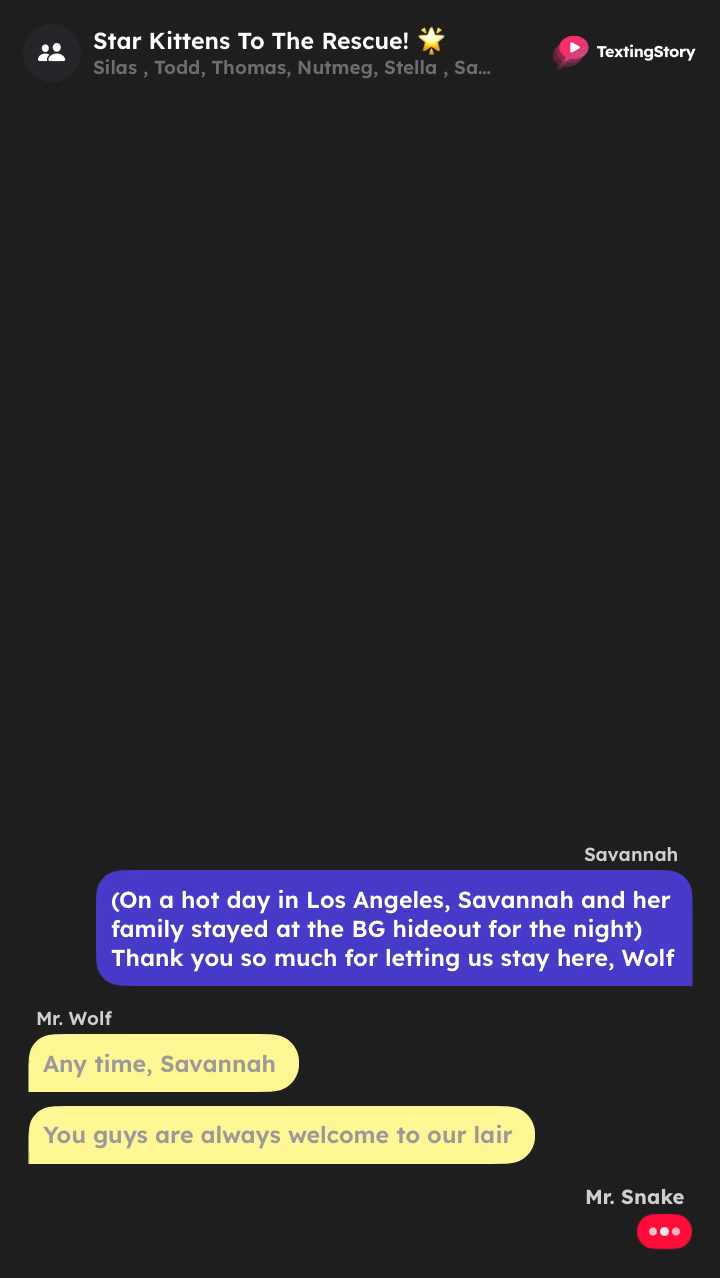 Star Kittens To The Rescue! 🌟
Silas , Todd, Thomas, Nutmeg, Stella , Sa...
TextingStory
Savannah
(On a hot day in Los Angeles, Savannah and her
family stayed at the BG hideout for the night)
Thank you so much for letting us stay here, Wolf
Mr. Wolf
Any time, Savannah
You guys are always welcome to our lair
Mr. Snake